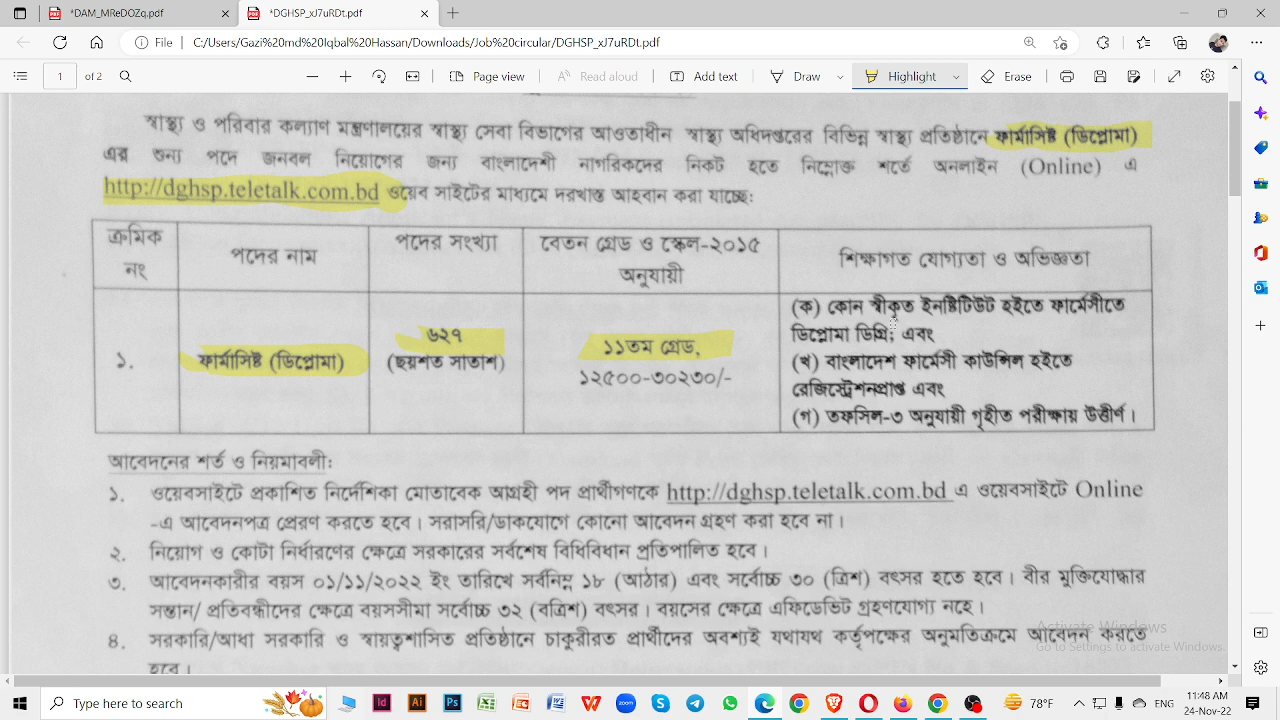 *DAM_MReDOZq.pdf
*DGHSP_xJ7uRDt.pdf
File C:/Users/Gazi%20md%20Iqbal%20Hassan/Downloads/Job%20Circular/DGHSP_xJ7uRDt.pdf
1 of 2 Page view Read aloud Add text Draw Highlight Erase
স্বাস্থ্য ও পরিবার কল্যাণ মন্ত্রণালয়ের স্বাস্থ্য সেবা বিভাগের আওতাধীন স্বাস্থ্য অধিদপ্তরের বিভিন্ন স্বাস্থ্য প্রতিষ্ঠানে ফার্মাসিষ্ট (ডিপ্লোমা)
এর শুন্য পদে জনবল নিয়োগের জন্য বাংলাদেশী নাগরিকদের নিকট হতে নিম্নোক্ত শর্তে অনলাইন (Online) এ
http://dghsp.teletalk.com.bd ওয়েব সাইটের মাধ্যমে দরখাস্ত আহবান করা যাচ্ছে:
ক্রমিক নং
পদের নাম
পদের সংখ্যা
বেতন গ্রেড ও স্কেল-২০১৫
অনুযায়ী
শিক্ষাগত যোগ্যতা ও অভিজ্ঞতা
১.
ফার্মাসিষ্ট (ডিপ্লোমা)
৬২৭
(ছয়শত সাতাশ)
১১তম গ্রেড,
১২৫০০-৩০২৩০/-
(ক) কোন স্বীকৃত ইনষ্টিটিউট হইতে ফার্মেসীতে
ডিপ্লোমা ডিগ্রি; এবং
(খ) বাংলাদেশ ফার্মেসী কাউন্সিল হইতে
রেজিস্ট্রেশনপ্রাপ্ত এবং
(গ) তফসিল-৩ অনুযায়ী গৃহীত পরীক্ষায় উত্তীর্ণ।
আবেদনের শর্ত ও নিয়মাবলী:
১. ওয়েবসাইটে প্রকাশিত নির্দেশিকা মোতাবেক আগ্রহী পদ প্রার্থীগণকে http://dghsp.teletalk.com.bd এ ওয়েবসাইটে Online
-এ আবেদনপত্র প্রেরণ করতে হবে। সরাসরি/ডাকযোগে কোনো আবেদন গ্রহণ করা হবে না।
২. নিয়োগ ও কোটা নির্ধারণের ক্ষেত্রে সরকারের সর্বশেষ বিধিবিধান প্রতিপালিত হবে।
৩. আবেদনকারীর বয়স ০১/১১/২০২২ ইং তারিখে সর্বনিম্ন ১৮ (আঠার) এবং সর্বোচ্চ ৩০ (ত্রিশ) বৎসর হতে হবে। বীর মুক্তিযোদ্ধার
সন্তান/ প্রতিবন্ধীদের ক্ষেত্রে বয়সসীমা সর্বোচ্চ ৩২ (বত্রিশ) বৎসর। বয়সের ক্ষেত্রে এফিডেভিট গ্রহণযোগ্য নহে।
৪. সরকারি/আধা সরকারি ও স্বায়ত্বশাসিত প্রতিষ্ঠানে চাকুরীরত প্রার্থীদের অবশ্যই যথাযথ কর্তৃপক্ষের অনুমতিক্রমে আবেদন করতে
হবে।
Activate Windows
Go to Settings to activate Windows.
Type here to search
78°F ENG 11:48 AM
24-Nov-22